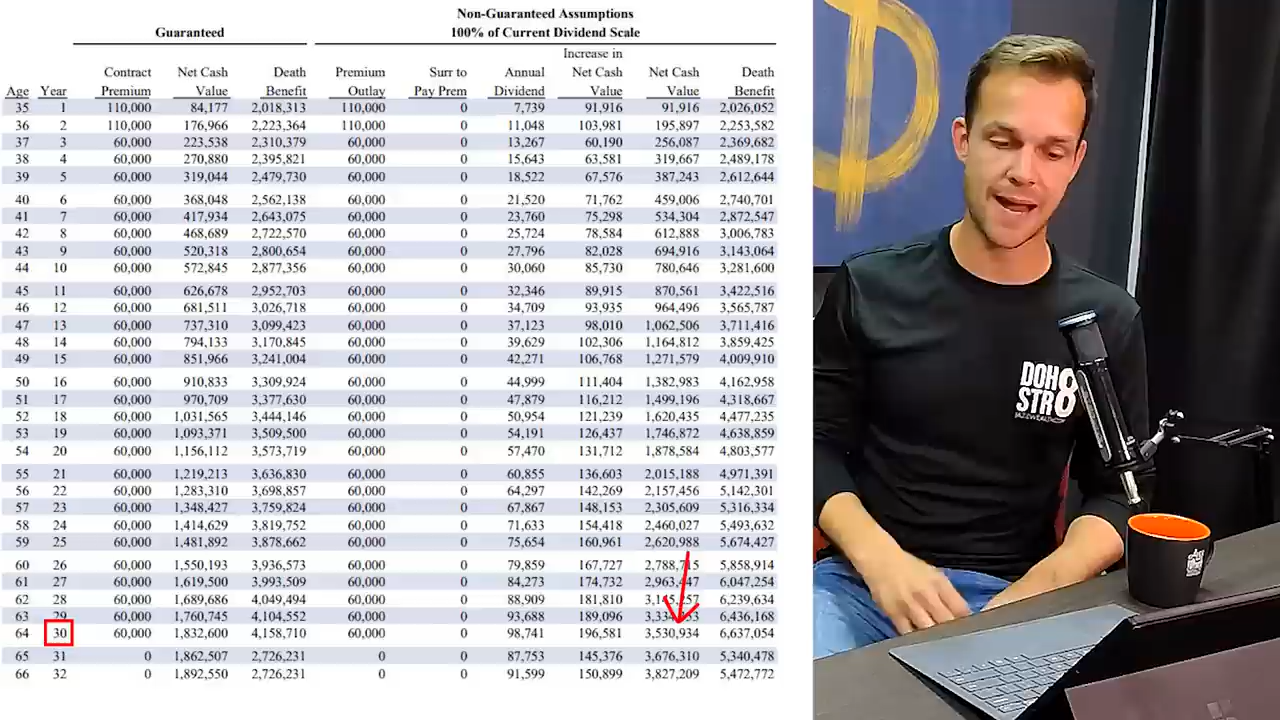 Non-Guaranteed Assumptions
Guaranteed 100% of Current Dividend Scale
Increase in
Contract Net Cash Death Premium Surr to Annual Net Cash Net Cash Death
Age Year Premium Value Benefit Outlay Pay Prem Dividend Value Value Benefit
35 1 110,000 84,177 2,018,313 110,000 0 7,739 91,916 91,916 2,026,052
36 2 110,000 176,966 2,223,364 110,000 0 11,048 103,981 195,897 2,253,582
37 3 60,000 223,538 2,310,379 60,000 0 13,267 60,190 256,087 2,369,682
38 4 60,000 270,880 2,395,821 60,000 0 15,643 63,581 319,667 2,489,178
39 5 60,000 319,044 2,479,730 60,000 0 18,522 67,576 387,243 2,612,644
40 6 60,000 368,048 2,562,138 60,000 0 21,520 71,762 459,006 2,740,701
41 7 60,000 417,934 2,643,075 60,000 0 23,760 75,298 534,304 2,872,547
42 8 60,000 468,689 2,722,570 60,000 0 25,724 78,584 612,888 3,006,783
43 9 60,000 520,318 2,800,654 60,000 0 27,796 82,028 694,916 3,143,064
44 10 60,000 572,845 2,877,356 60,000 0 30,060 85,730 780,646 3,281,600
45 11 60,000 626,678 2,952,703 60,000 0 32,346 89,915 870,561 3,422,516
46 12 60,000 681,511 3,026,718 60,000 0 34,709 93,935 964,496 3,565,787
47 13 60,000 737,310 3,099,423 60,000 0 37,123 98,010 1,062,506 3,711,416
48 14 60,000 794,133 3,170,845 60,000 0 39,629 102,306 1,164,812 3,859,425
49 15 60,000 851,966 3,241,004 60,000 0 42,271 106,768 1,271,579 4,009,910
50 16 60,000 910,833 3,309,924 60,000 0 44,999 111,404 1,382,983 4,162,958
51 17 60,000 970,709 3,377,630 60,000 0 47,879 116,212 1,499,196 4,318,667
52 18 60,000 1,031,565 3,444,146 60,000 0 50,954 121,239 1,620,435 4,477,235
53 19 60,000 1,093,371 3,509,500 60,000 0 54,191 126,437 1,746,872 4,638,859
54 20 60,000 1,156,112 3,573,719 60,000 0 57,470 131,712 1,878,584 4,803,577
55 21 60,000 1,219,213 3,636,830 60,000 0 60,855 136,603 2,015,188 4,971,391
56 22 60,000 1,283,310 3,698,857 60,000 0 64,297 142,269 2,157,456 5,142,301
57 23 60,000 1,348,427 3,759,824 60,000 0 67,867 148,153 2,305,609 5,316,334
58 24 60,000 1,414,629 3,819,752 60,000 0 71,633 154,418 2,460,027 5,493,632
59 25 60,000 1,481,892 3,878,662 60,000 0 75,654 160,961 2,620,988 5,674,427
60 26 60,000 1,550,193 3,936,573 60,000 0 79,859 167,727 2,788,715 5,858,914
61 27 60,000 1,619,500 3,993,509 60,000 0 84,273 174,732 2,963,447 6,047,254
62 28 60,000 1,689,686 4,049,494 60,000 0 88,909 181,810 3,145,257 6,239,634
63 29 60,000 1,760,745 4,104,552 60,000 0 93,688 189,096 6,436,168
64 30 60,000 1,832,600 4,158,710 60,000 0 98,741 196,581 3,530,934 6,637,054
65 31 0 1,862,507 2,726,231 0 0 87,753 145,376 3,676,310 5,340,478
66 32 0 1,892,550 2,726,231 0 0 91,599 150,899 3,827,209 5,472,772
DOH
STR8